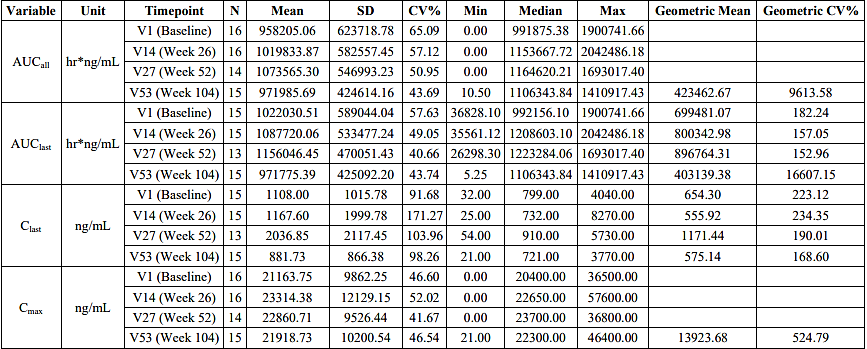 Variable Unit Timepoint N Mean SD CV% Min Median Max Geometric Mean Geometric CV%
AUCall hr*ng/mL V1 (Baseline) 16 958205.06 623718.78 65.09 0.00 991875.38 1900741.66
V14 (Week 26) 16 1019833.87 582557.45 57.12 0.00 1153667.72 2042486.18
V27 (Week 52) 14 1073565.30 546993.23 50.95 0.00 1164620.21 1693017.40
V53 (Week 104) 15 971985.69 424614.16 43.69 10.50 1106343.84 1410917.43 423462.67 9613.58
AUClast hr*ng/mL V1 (Baseline) 15 1022030.51 589044.04 57.63 36828.10 992156.10 1900741.66 699481.07 182.24
V14 (Week 26) 15 1087720.06 533477.24 49.05 35561.12 1208603.10 2042486.18 800342.98 157.05
V27 (Week 52) 13 1156046.45 470051.43 40.66 26298.30 1223284.06 1693017.40 896764.31 152.96
V53 (Week 104) 15 971775.39 425092.20 43.74 5.25 1106343.84 1410917.43 403139.38 16607.15
Clast ng/mL V1 (Baseline) 15 1108.00 1015.78 91.68 32.00 799.00 4040.00 654.30 223.12
V14 (Week 26) 15 1167.60 1999.78 171.27 25.00 732.00 8270.00 555.92 234.35
V27 (Week 52) 13 2036.85 2117.45 103.96 54.00 910.00 5730.00 1171.44 190.01
V53 (Week 104) 15 881.73 866.38 98.26 21.00 721.00 3770.00 575.14 168.60
Cmax ng/mL V1 (Baseline) 16 21163.75 9862.25 46.60 0.00 20400.00 36500.00
V14 (Week 26) 16 23314.38 12129.15 52.02 0.00 22650.00 57600.00
V27 (Week 52) 14 22860.71 9526.44 41.67 0.00 23700.00 36800.00
V53 (Week 104) 15 21918.73 10200.54 46.54 21.00 22300.00 46400.00 13923.68 524.79